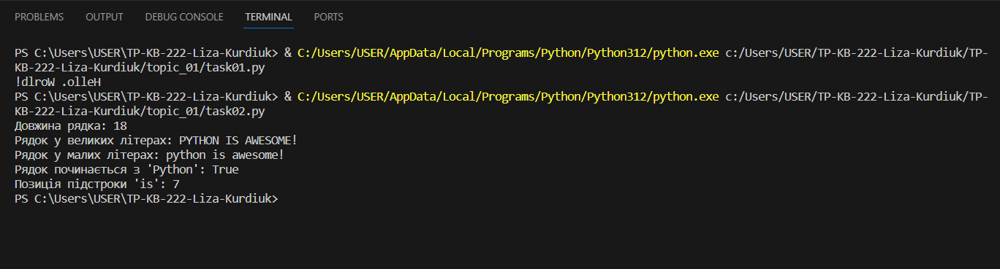 PROBLEMS OUTPUT DEBUG CONSOLE TERMINAL PORTS
PS C:\Users\USER\TP-KB-222-Liza-Kurdiuk> & C:/Users/USER/AppData/Local/Programs/Python/Python312/python.exe c:/Users/USER/TP-KB-222-Liza-Kurdiuk/TP-
KB-222-Liza-Kurdiuk/topic_01/task01.py
!dlroW .olleH
PS C:\Users\USER\TP-KB-222-Liza-Kurdiuk> & C:/Users/USER/AppData/Local/Programs/Python/Python312/python.exe c:/Users/USER/TP-KB-222-Liza-Kurdiuk/TP-
KB-222-Liza-Kurdiuk/topic_01/task02.py
Довжина рядка: 18
Рядок у великих літерах: PYTHON IS AWESOME!
Рядок у малих літерах: python is awesome!
Рядок починається з 'Python': True
Позиція підстроки 'is': 7
PS C:\Users\USER\TP-KB-222-Liza-Kurdiuk>